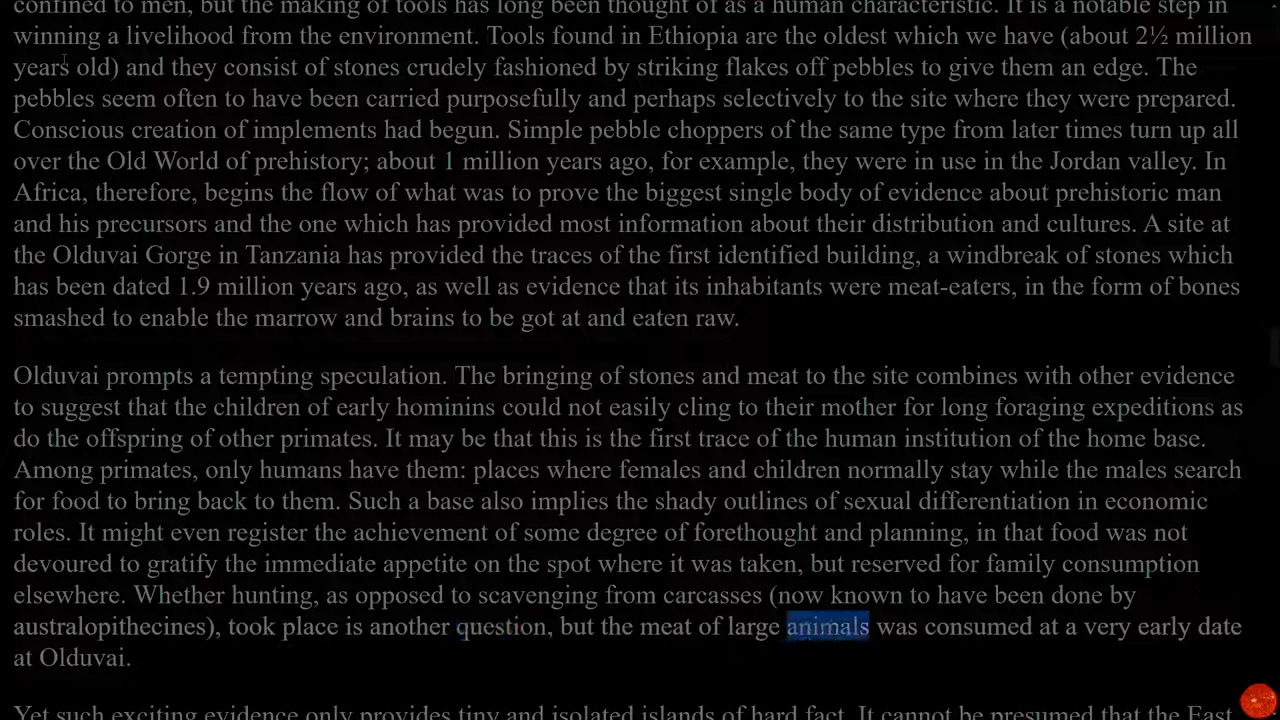 confined to men, but the making of tools has long been thought of as a human characteristic. It is a notable step in
winning a livelihood from the environment. Tools found in Ethiopia are the oldest which we have (about 2½ million
years old) and they consist of stones crudely fashioned by striking flakes off pebbles to give them an edge. The
pebbles seem often to have been carried purposefully and perhaps selectively to the site where they were prepared.
Conscious creation of implements had begun. Simple pebble choppers of the same type from later times turn up all
over the Old World of prehistory; about 1 million years ago, for example, they were in use in the Jordan valley. In
Africa, therefore, begins the flow of what was to prove the biggest single body of evidence about prehistoric man
and his precursors and the one which has provided most information about their distribution and cultures. A site at
the Olduvai Gorge in Tanzania has provided the traces of the first identified building, a windbreak of stones which
has been dated 1.9 million years ago, as well as evidence that its inhabitants were meat-eaters, in the form of bones
smashed to enable the marrow and brains to be got at and eaten raw.
Olduvai prompts a tempting speculation. The bringing of stones and meat to the site combines with other evidence
to suggest that the children of early hominins could not easily cling to their mother for long foraging expeditions as
do the offspring of other primates. It may be that this is the first trace of the human institution of the home base.
Among primates, only humans have them: places where females and children normally stay while the males search
for food to bring back to them. Such a base also implies the shady outlines of sexual differentiation in economic
roles. It might even register the achievement of some degree of forethought and planning, in that food was not
devoured to gratify the immediate appetite on the spot where it was taken, but reserved for family consumption
elsewhere. Whether hunting, as opposed to scavenging from carcasses (now known to have been done by
australopithecines), took place is another question, but the meat of large animals was consumed at a very early date
at Olduvai.
Yet such exciting evidence only provides tiny and isolated islands of hard fact. It cannot be presumed that the East